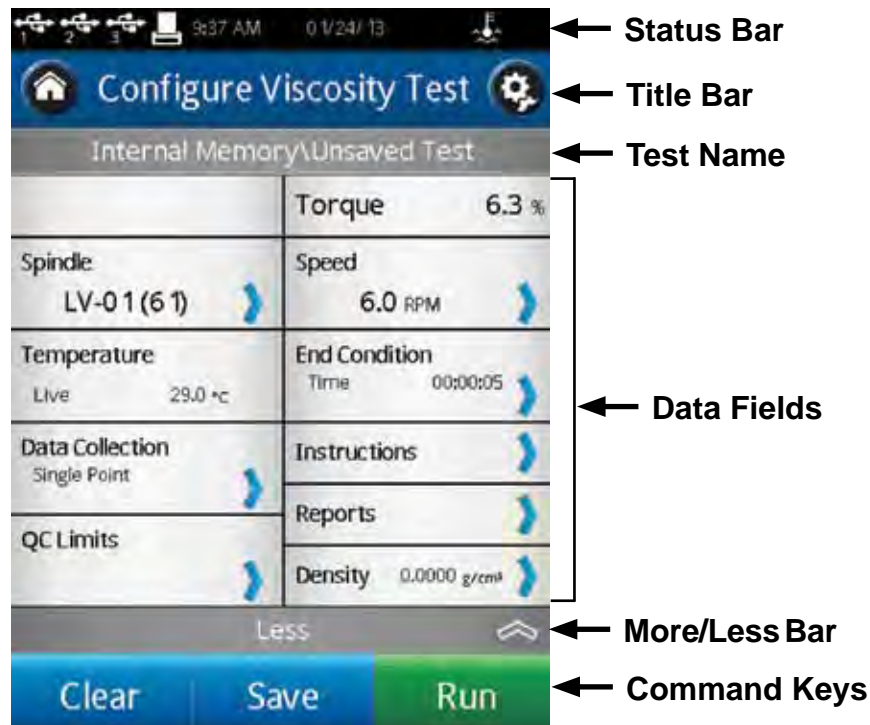 1 2 3 9:37 AM 01/24/13 Status Bar
Configure Viscosity Test Title Bar
Internal Memory\Unsaved Test Test Name
Torque 6.3 %
Spindle
LV-01(61)
Speed
6.0 RPM
Temperature
Live 29.0 °C
End Condition
Time 00:00:05
Data Fields
Data Collection
Single Point
Instructions
Reports
QC Limits
Density 0.0000 g/cm³
Less More/Less Bar
Clear Save Run Command Keys